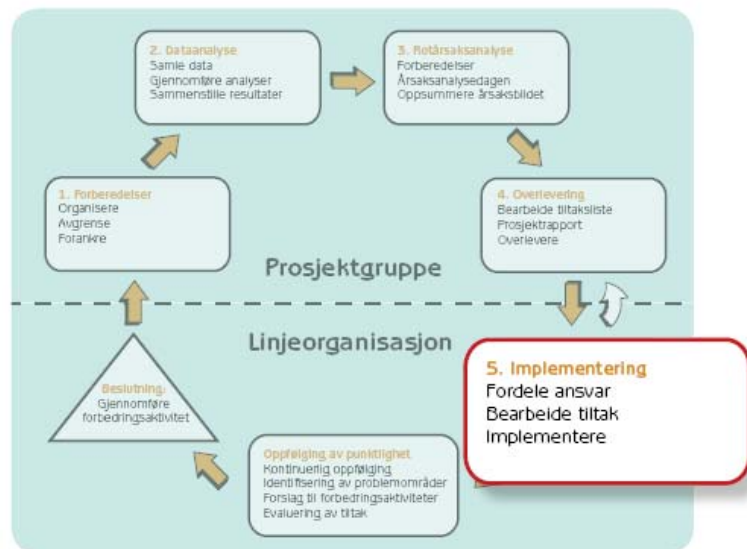 2. Dataanalyse
Samle data
Gjennomføre analyser
Sammenstille resultater
3. Rotårsaksanalyse
Forberedelser
Årsaksanalysedagen
Oppsummere årsaksbildet
1. Forberedelser
Organisere
Avgrense
Forankre
4. Overlevering
Bearbeide tiltaksliste
Prosjektrapport
Overlevere
Prosjektgruppe
Linjeorganisasjon
Beslutning:
Gjennomføre
forbedringsaktivitet
5. Implementering
Fordele ansvar
Bearbeide tiltak
Implementere
Oppfølging av punktlighet
Kontinuerlig oppfølging
Identifisering av problemområder
Forslag til forbedringsaktiviteter
Evaluering av tiltak